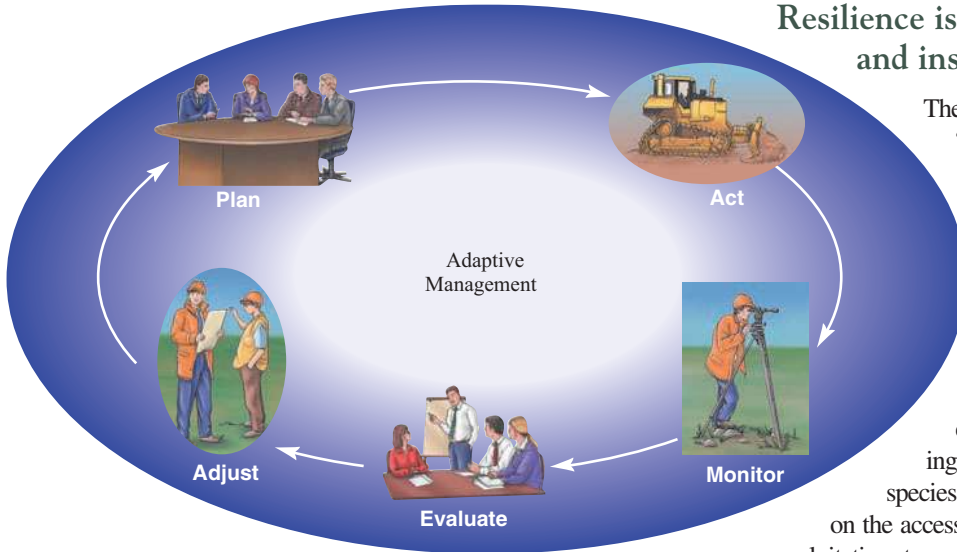 Resilience is
and ins
The
Plan
Act
Adaptive
Management
Adjust
Monitor
Evaluate
ing
species
on the access